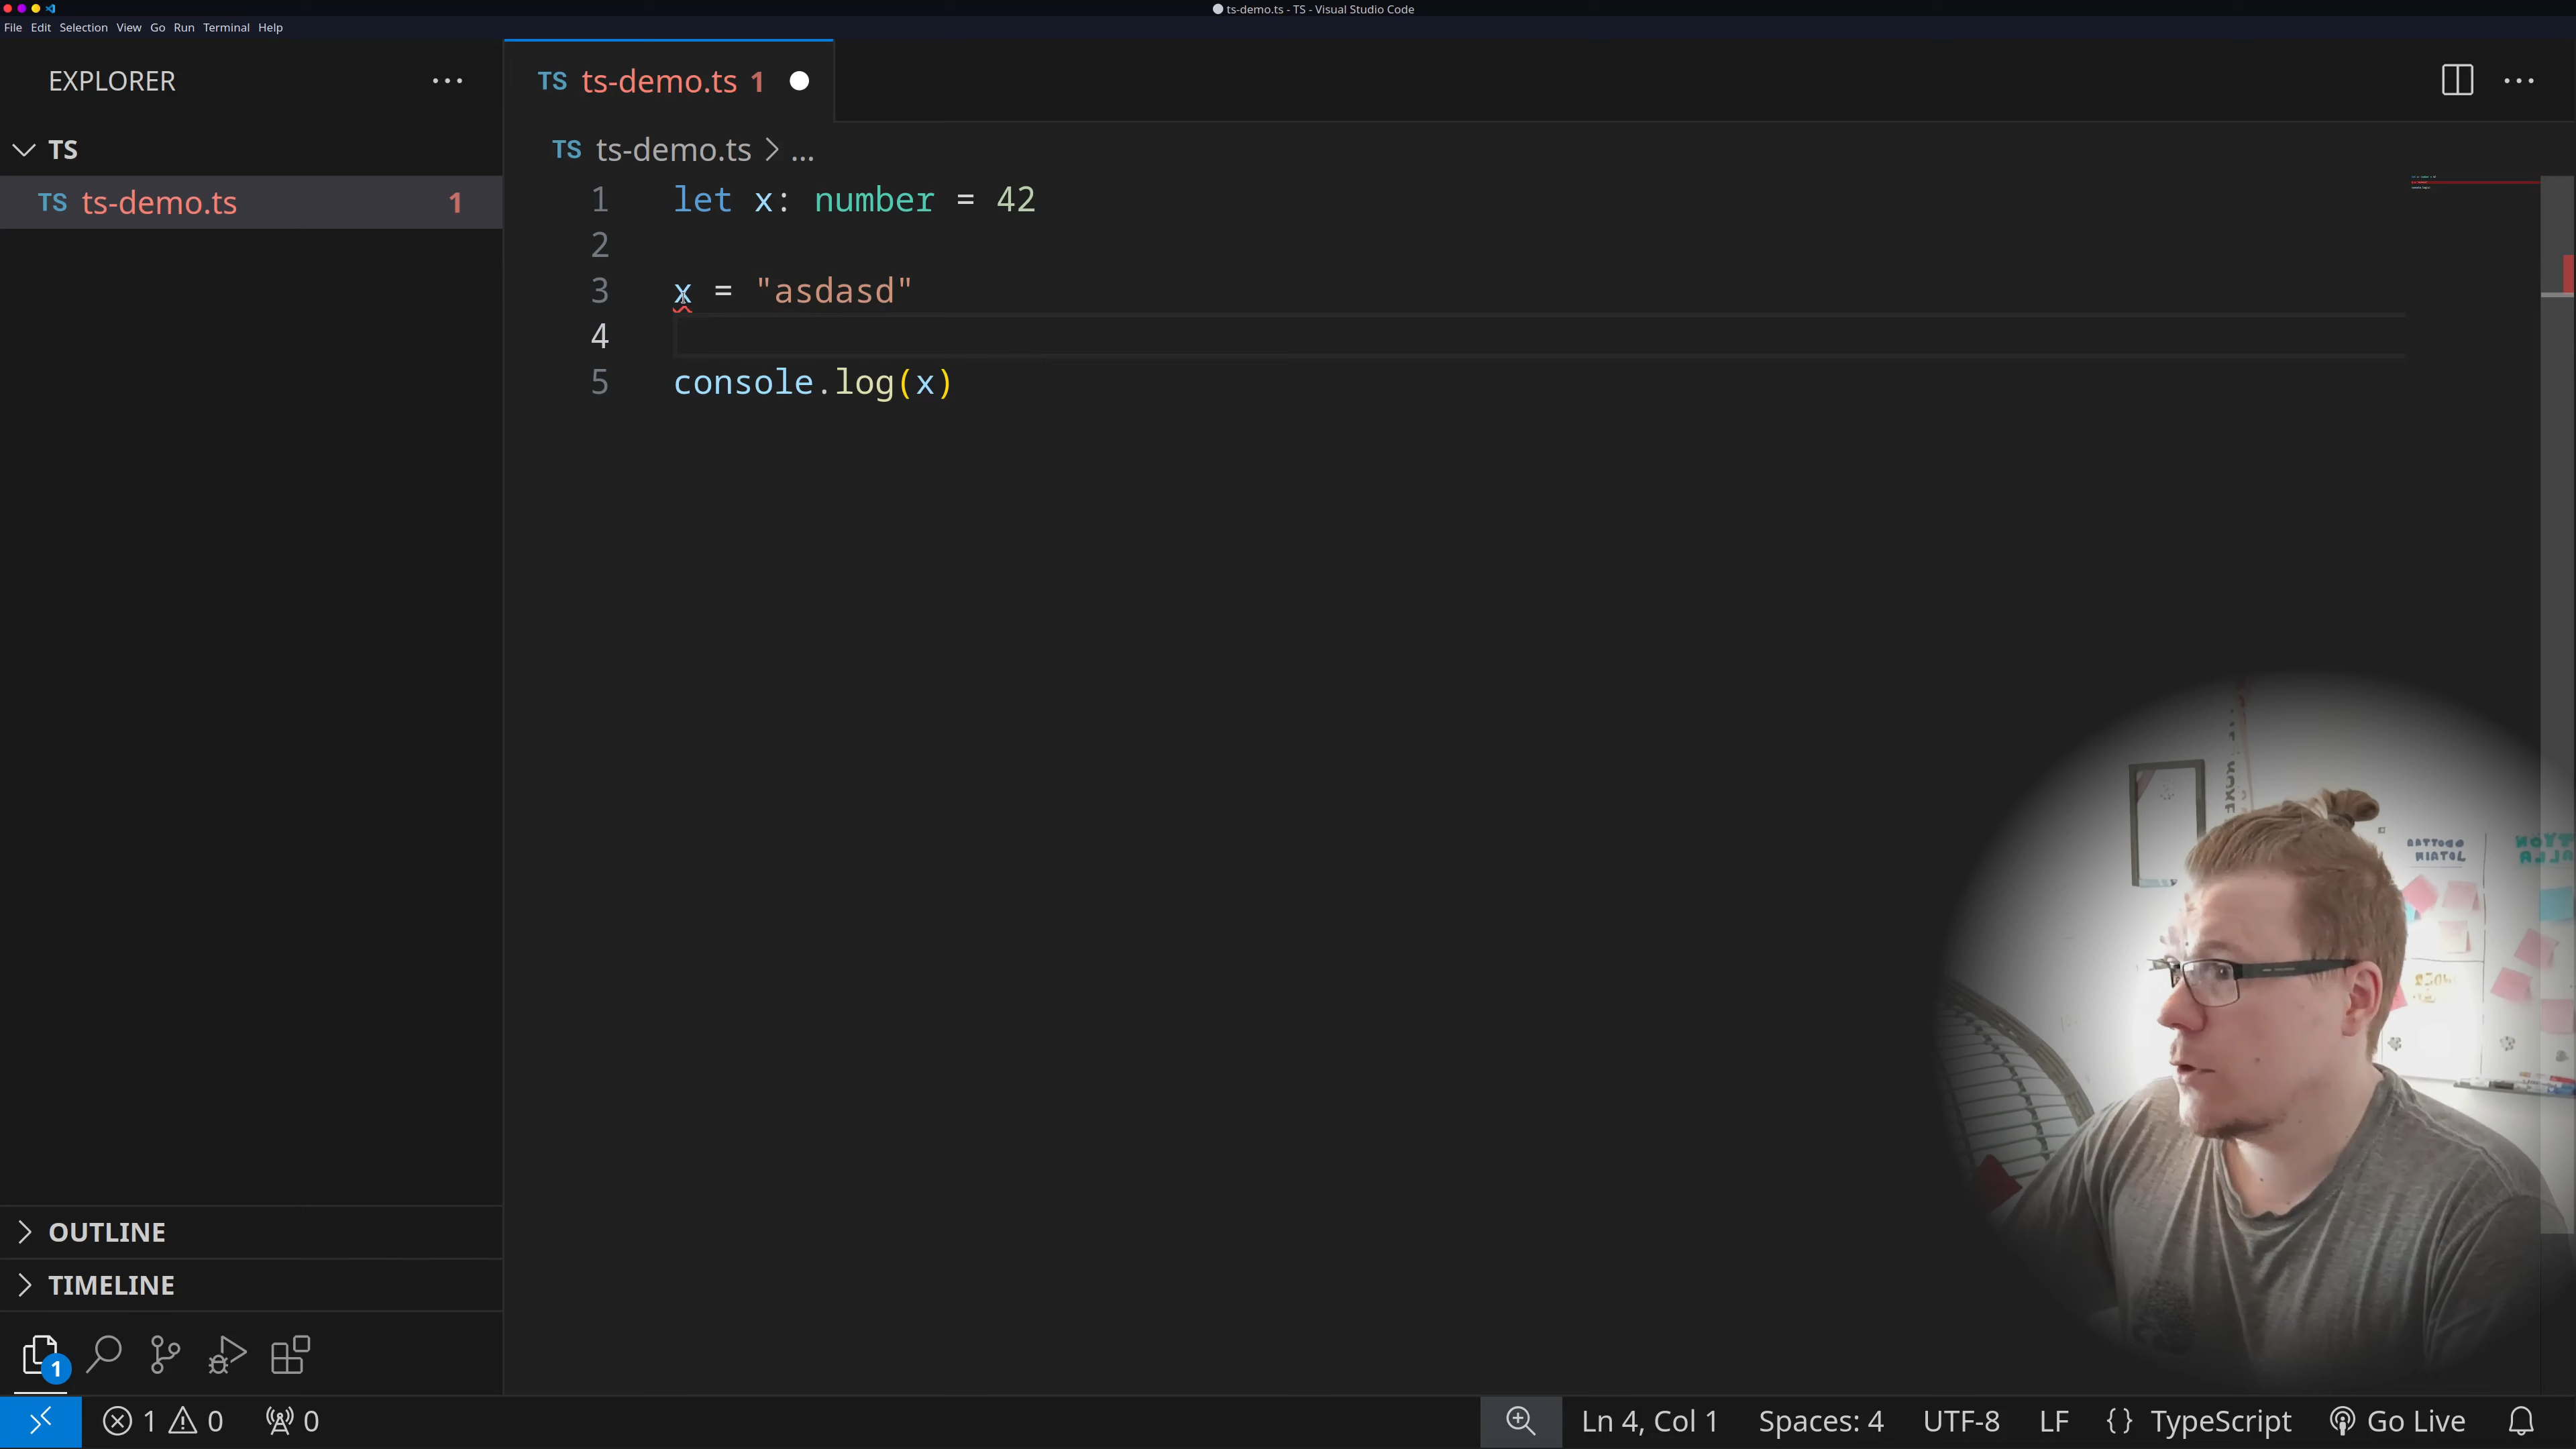 ts-demo.ts - TS - Visual Studio Code
File Edit Selection View Go Run Terminal Help
EXPLORER
TS
TS ts-demo.ts 1
OUTLINE
TIMELINE
TS ts-demo.ts 1
TS ts-demo.ts > ...
1 let x: number = 42
2
3 x = "asdasd"
4
5 console.log(x)
1
1 0 0
Ln 4, Col 1 Spaces: 4 UTF-8 LF {} TypeScript Go Live